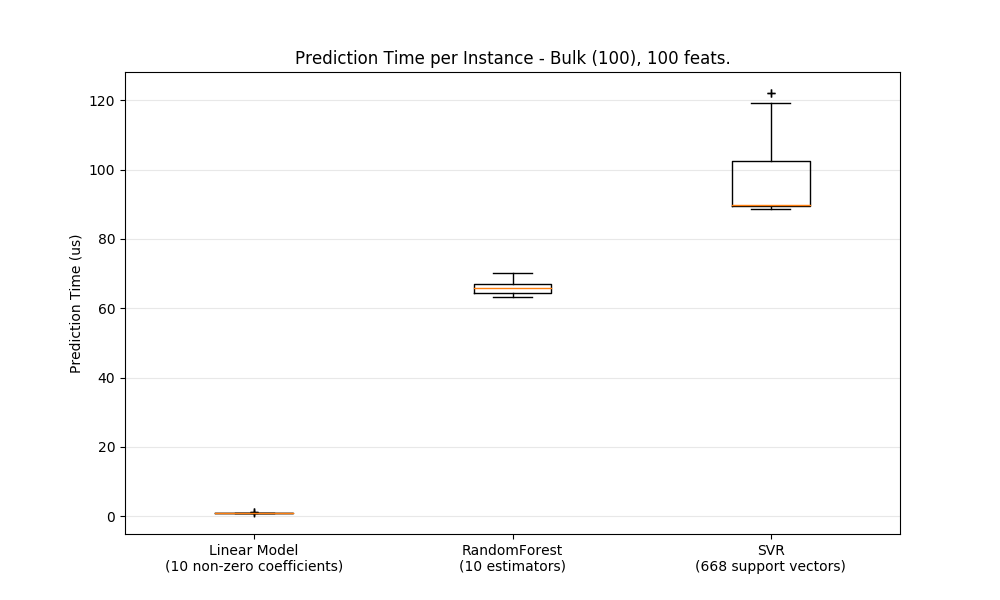 Prediction Time per Instance - Bulk (100), 100 feats.
120
100
80
60
40
20
0
Prediction Time (us)
Linear Model
(10 non-zero coefficients)
RandomForest
(10 estimators)
SVR
(668 support vectors)